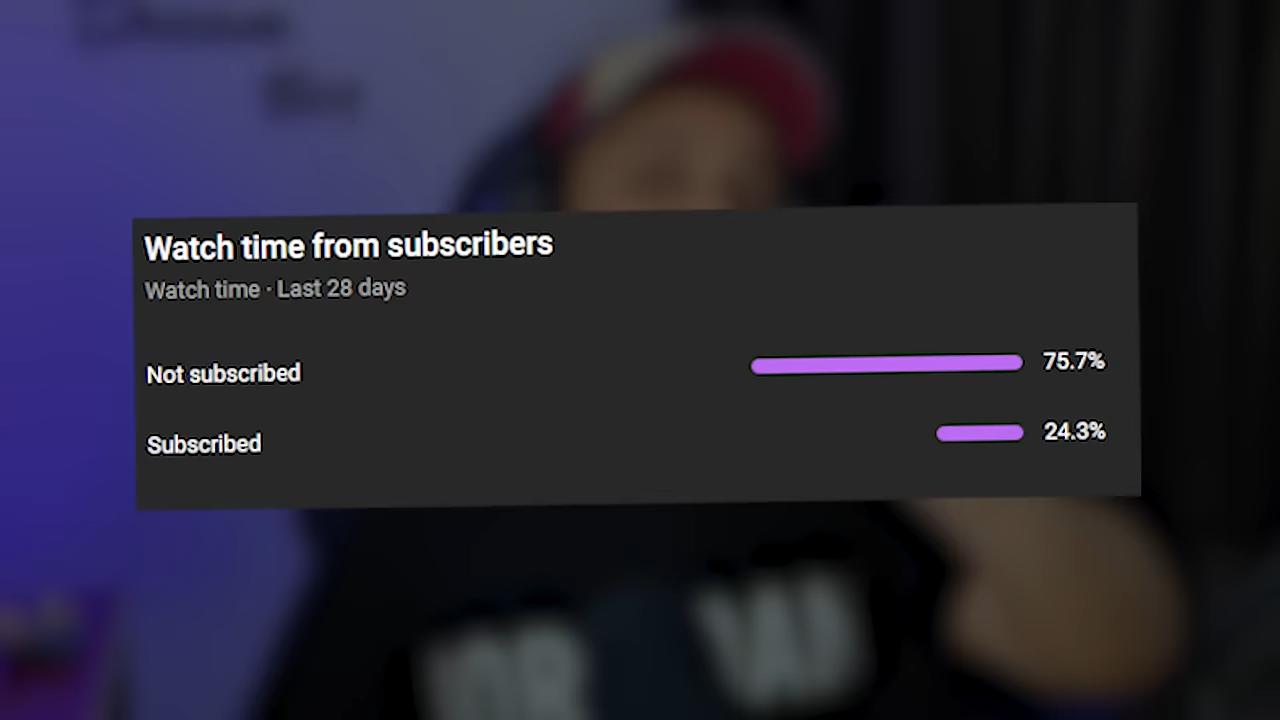 Watch time from subscribers
Watch time · Last 28 days
Not subscribed 75.7%
Subscribed 24.3%